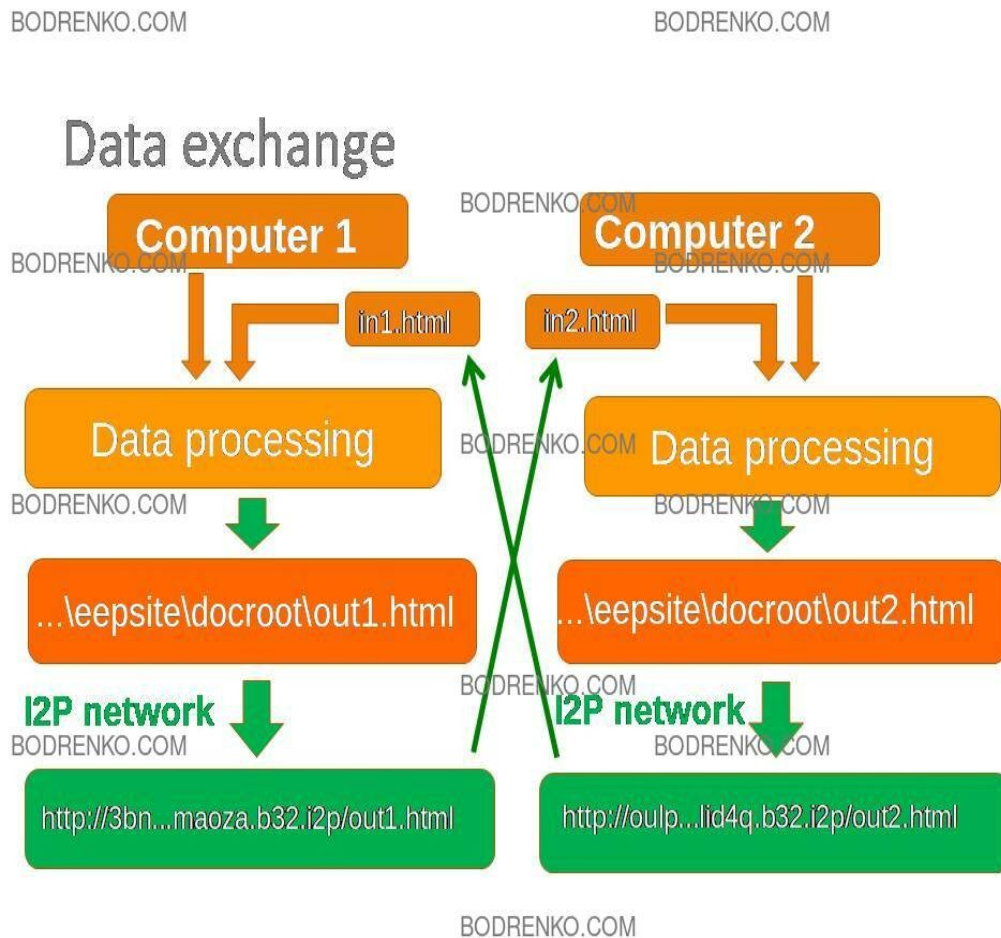 BODRENKO.COM BODRENKO.COM
Data exchange
BODRENKO.COM
Computer 1 Computer 2
BODRENKO.COM BODRENKO.COM
in1.html in2.html
Data processing BODRENKO.COM Data processing
BODRENKO.COM BODRENKO.COM
...\eepsite\docroot\out1.html ...\eepsite\docroot\out2.html
BODRENKO.COM
I2P network I2P network
BODRENKO.COM BODRENKO.COM
http://3bn...maoza.b32.i2p/out1.html http://oulp...lid4q.b32.i2p/out2.html
BODRENKO.COM